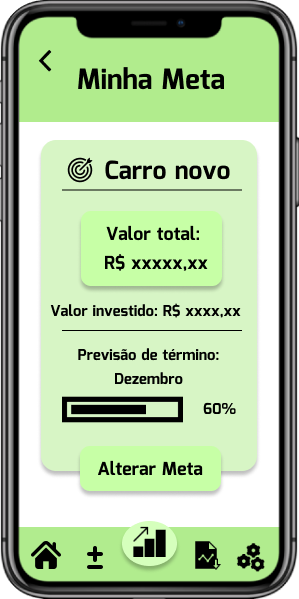 Minha Meta
Carro novo
Valor total:
R$ xxxxx,xx
Valor investido: R$ xxxx,xx
Previsão de término:
Dezembro
60%
Alterar Meta